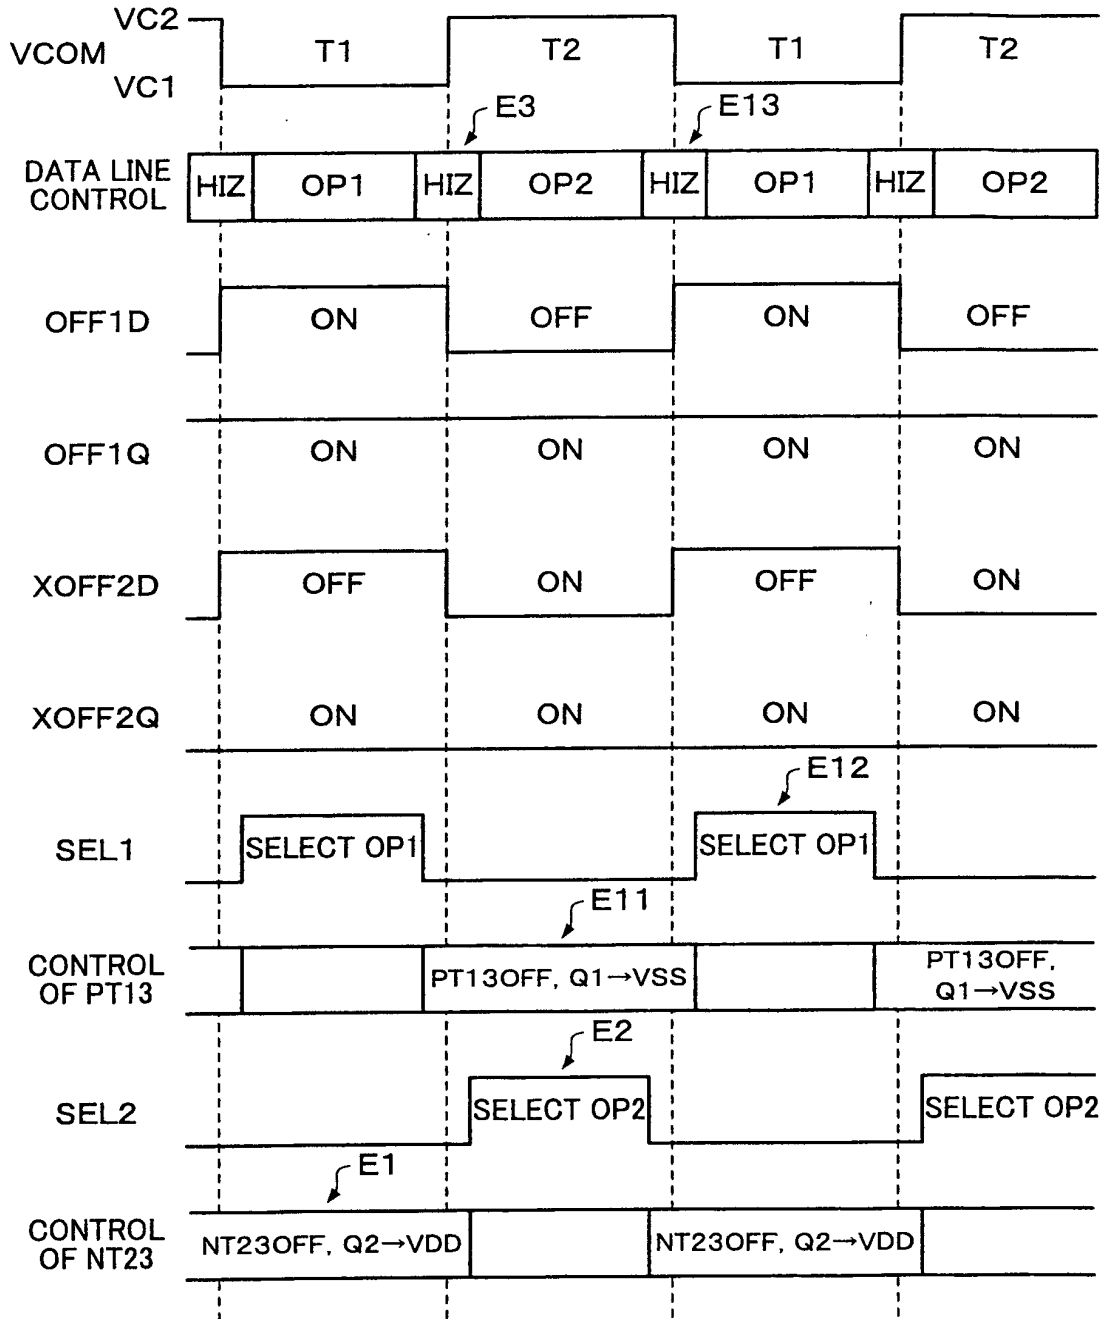 VC2
VCOM T1 T2 T1 T2
VC1
E3 E13
DATA LINE
CONTROL
HIZ OP1 HIZ OP2 HIZ OP1 HIZ OP2
OFF1D ON OFF ON OFF
OFF1Q ON ON ON ON
XOFF2D OFF ON OFF ON
XOFF2Q ON ON ON ON
E12
SEL1 SELECT OP1 SELECT OP1
E11
CONTROL
OF PT13
PT13OFF, Q1→VSS
PT13OFF,
Q1→VSS
E2
SEL2 SELECT OP2 SELECT OP2
E1
CONTROL
OF NT23
NT23OFF, Q2→VDD NT23OFF, Q2→VDD